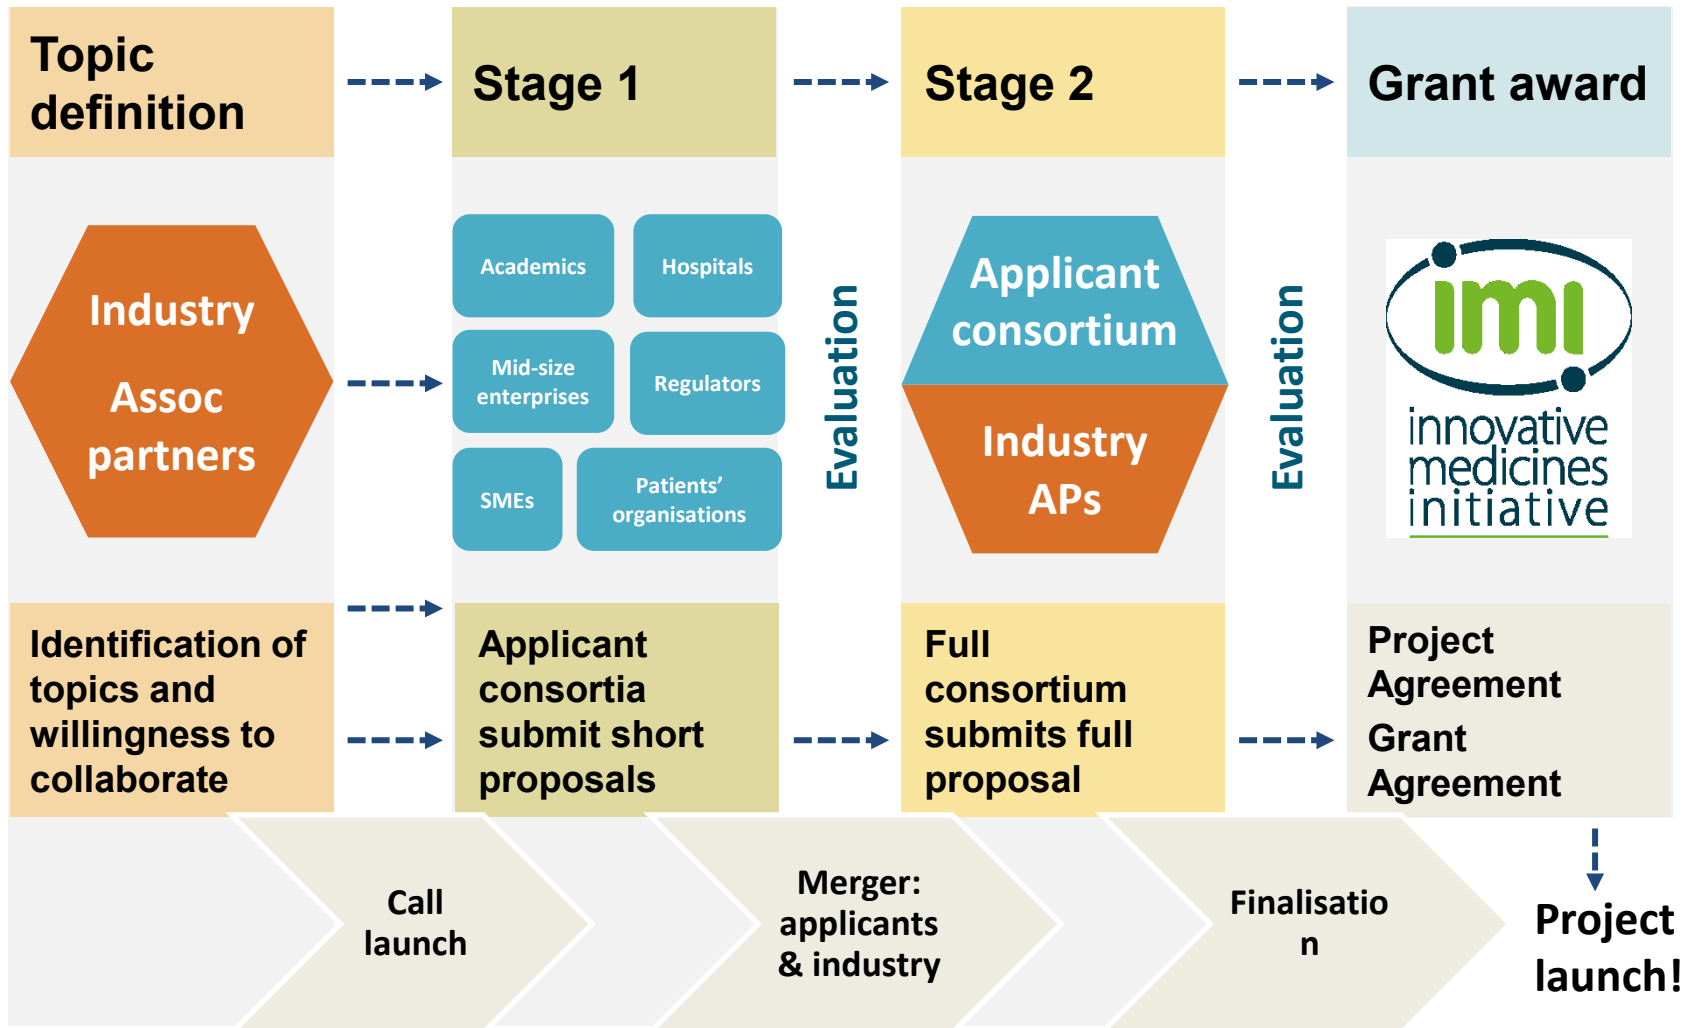 Topic
definition
Stage 1
Stage 2
Grant award
Industry
Assoc
partners
Academics
Hospitals
Mid-size
enterprises
Regulators
SMEs
Patients’
organisations
Evaluation
Applicant
consortium
Industry
APs
Evaluation
imi
innovative
medicines
initiative
Identification of
topics and
willingness to
collaborate
Applicant
consortia
submit short
proposals
Full
consortium
submits full
proposal
Project
Agreement
Grant
Agreement
Call
launch
Merger:
applicants
& industry
Finalisatio
n
Project
launch!